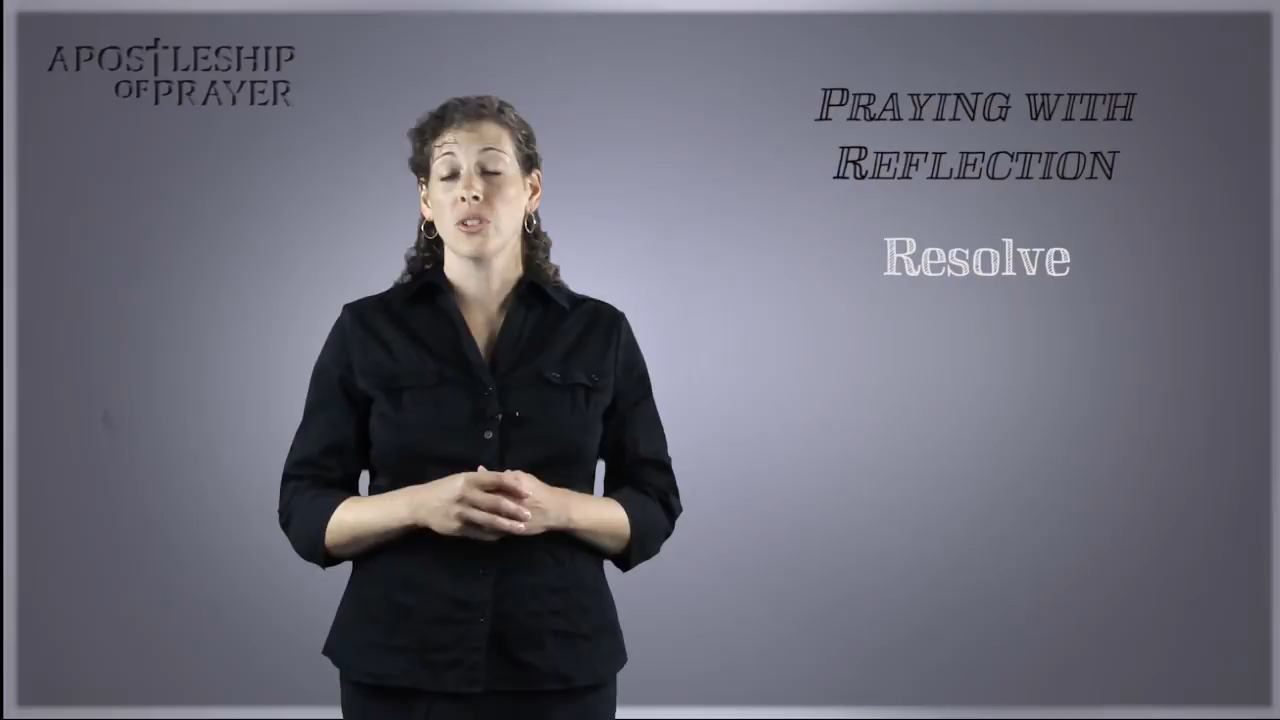 APOSTLESHIP
OF PRAYER
PRAYING WITH
REFLECTION
Resolve